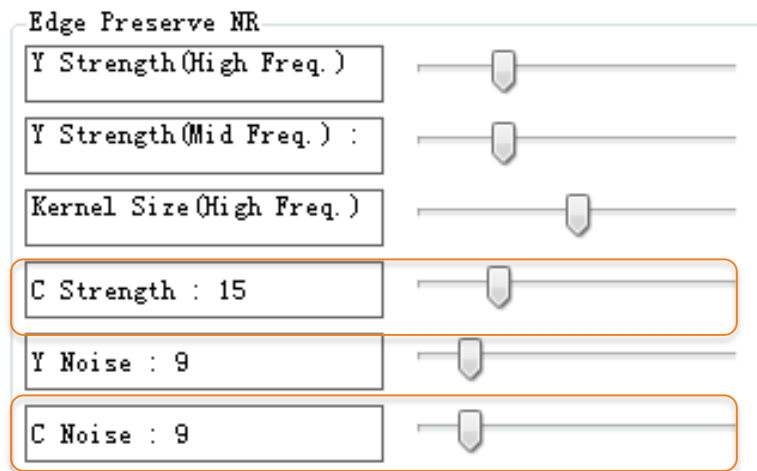 Edge Preserve NR
Y Strength(High Freq.)
Y Strength(Mid Freq.) :
Kernel Size(High Freq.)
C Strength : 15
Y Noise : 9
C Noise : 9